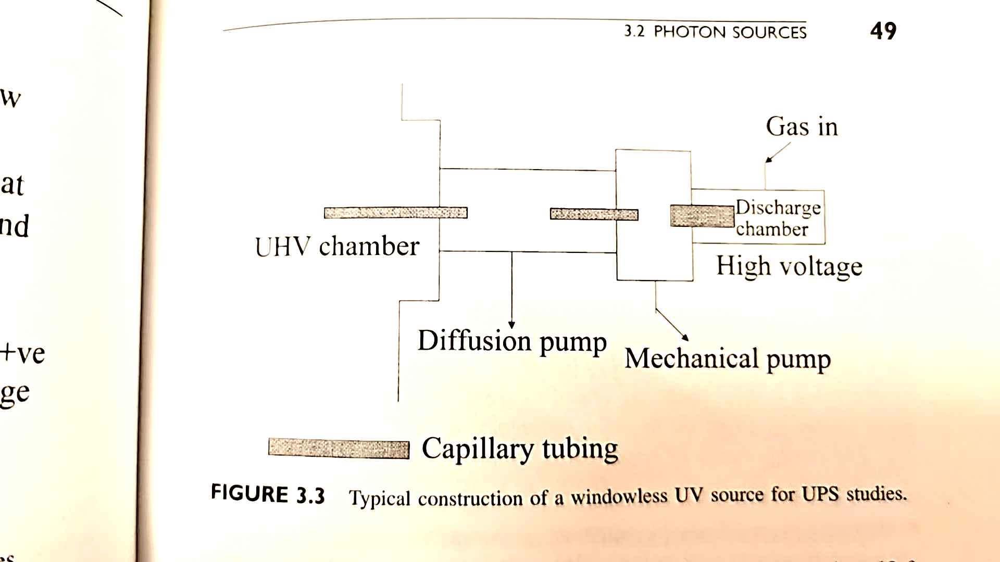 w
at
nd
+ve
ge
3.2 PHOTON SOURCES 49
Gas in
Discharge
chamber
UHV chamber
High voltage
Diffusion pump
Mechanical pump
Capillary tubing
FIGURE 3.3 Typical construction of a windowless UV source for UPS studies.